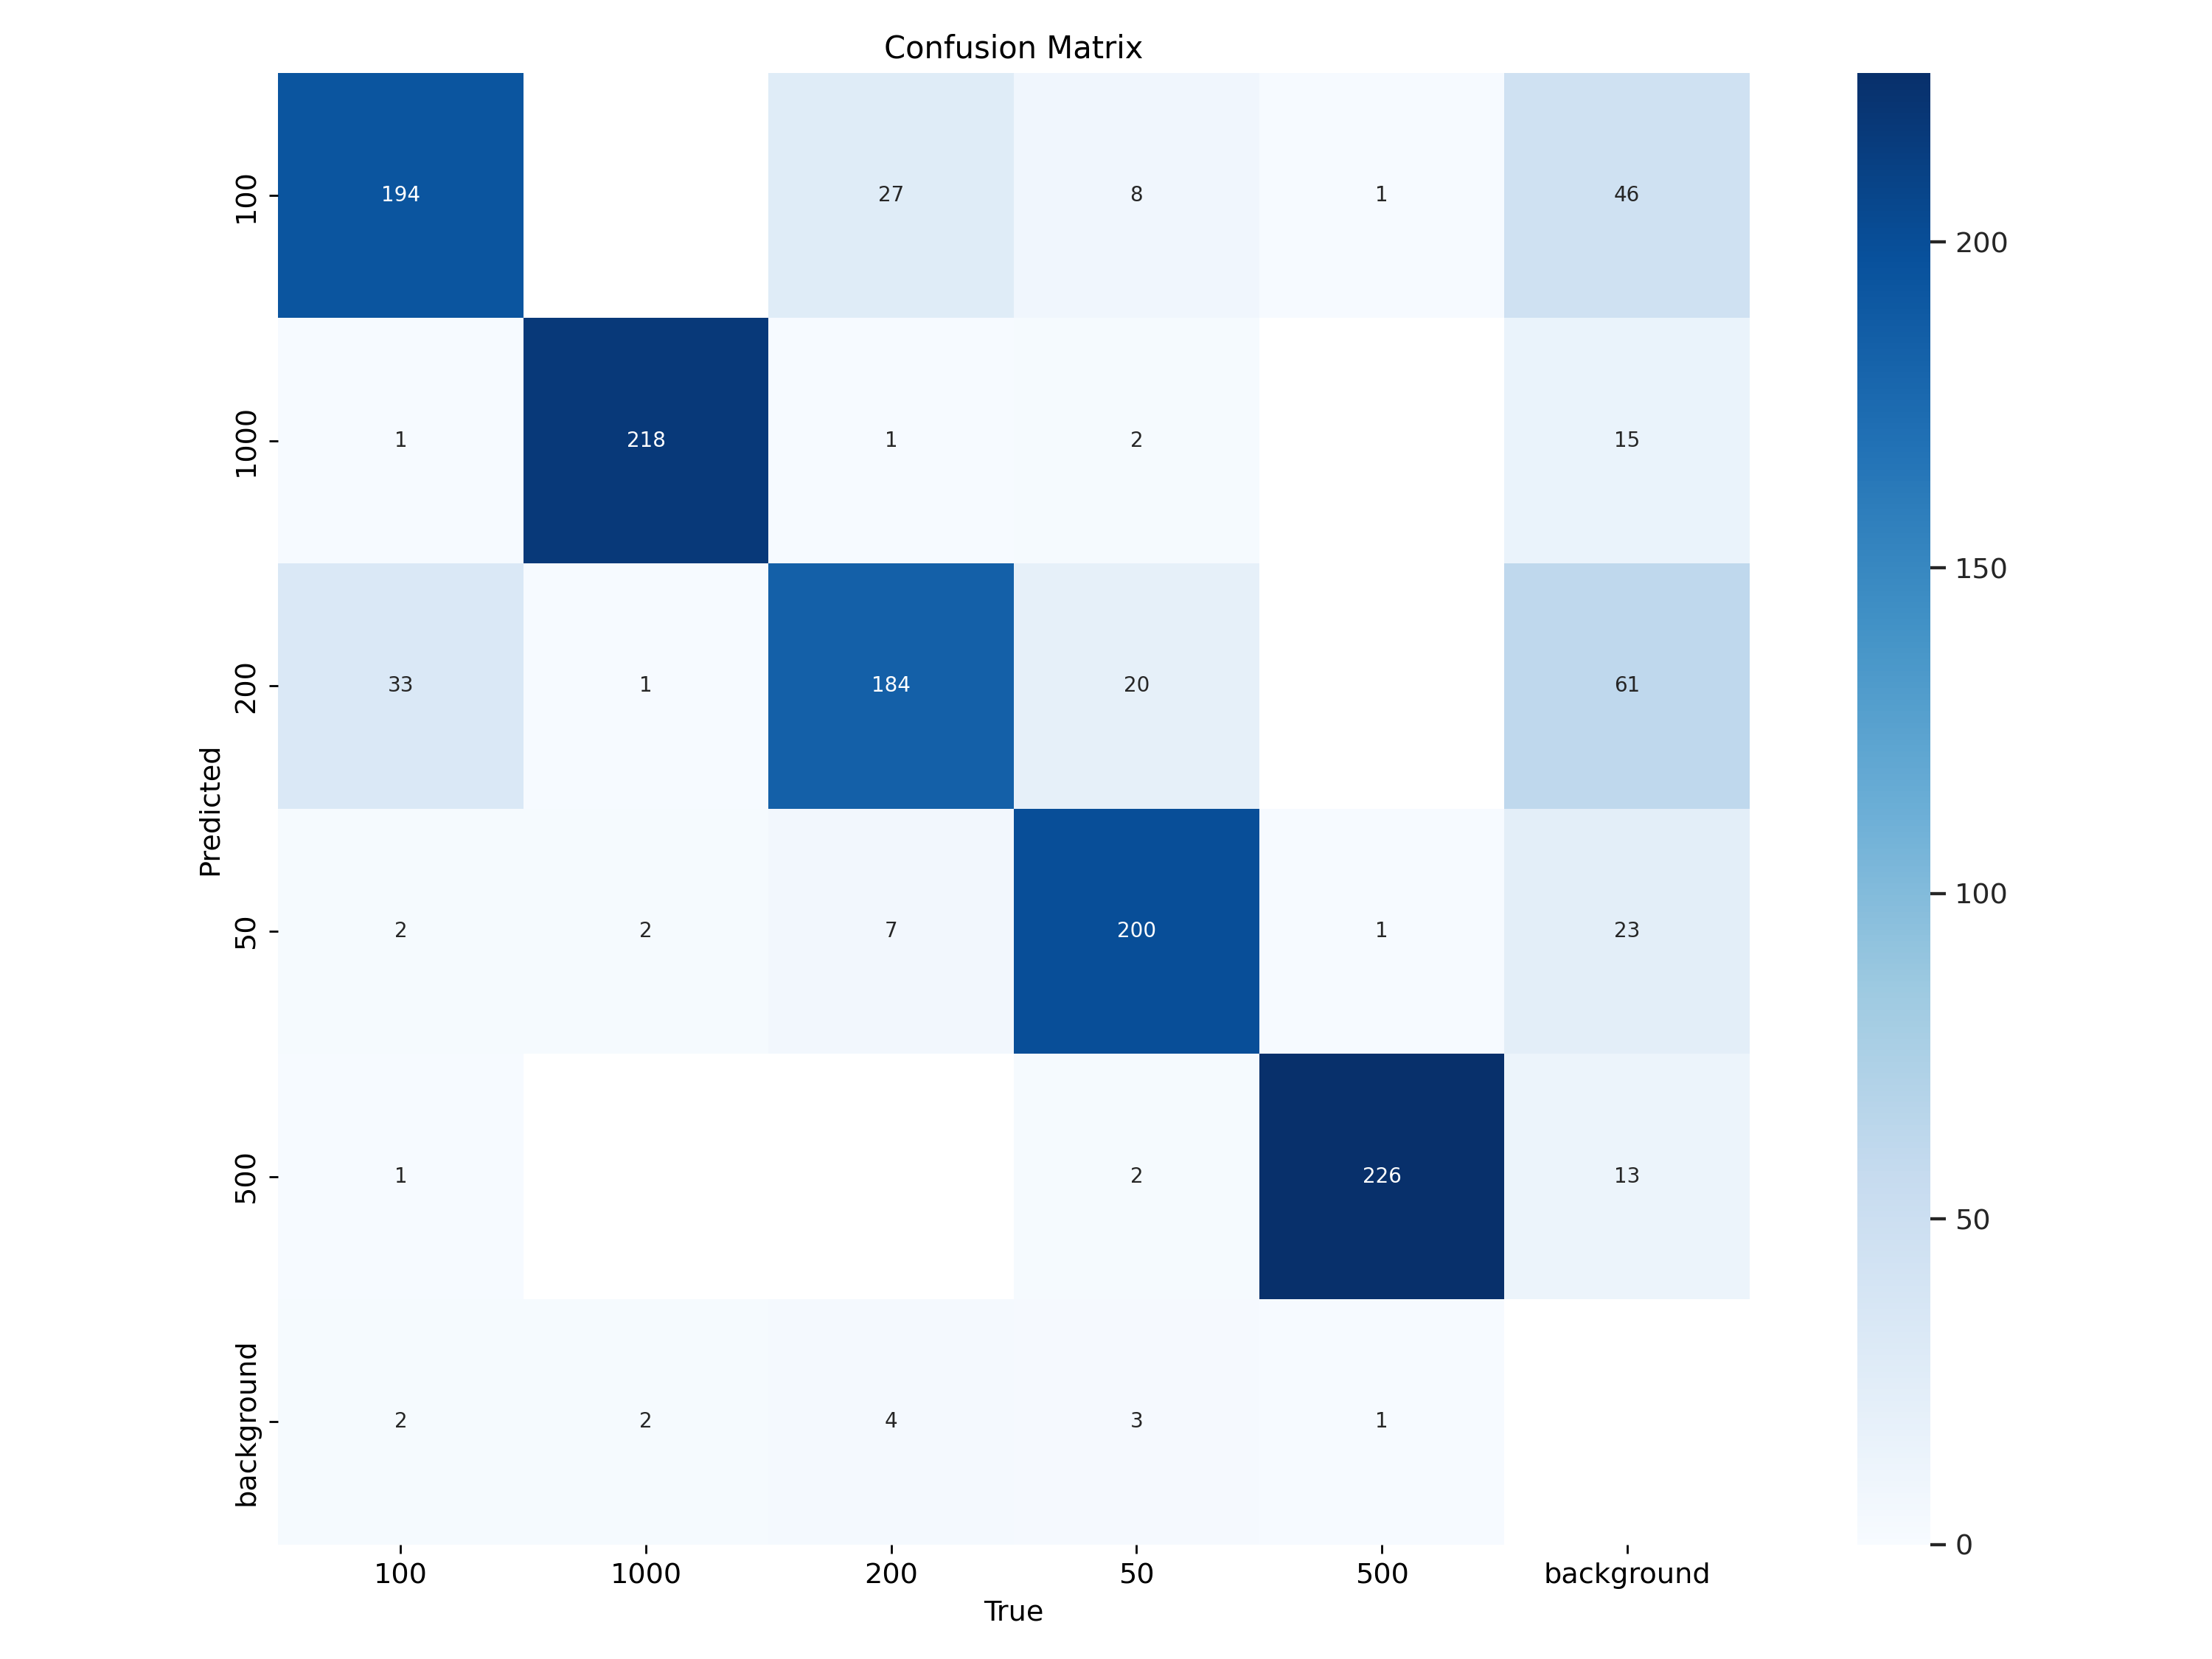 Confusion Matrix
100 194 27 8 1 46
1000 1 218 1 2 15
200 33 1 184 20 61
50 2 2 7 200 1 23
500 1 2 226 13
background 2 2 4 3 1
100 1000 200 50 500 background
True
Predicted
200
150
100
50
0